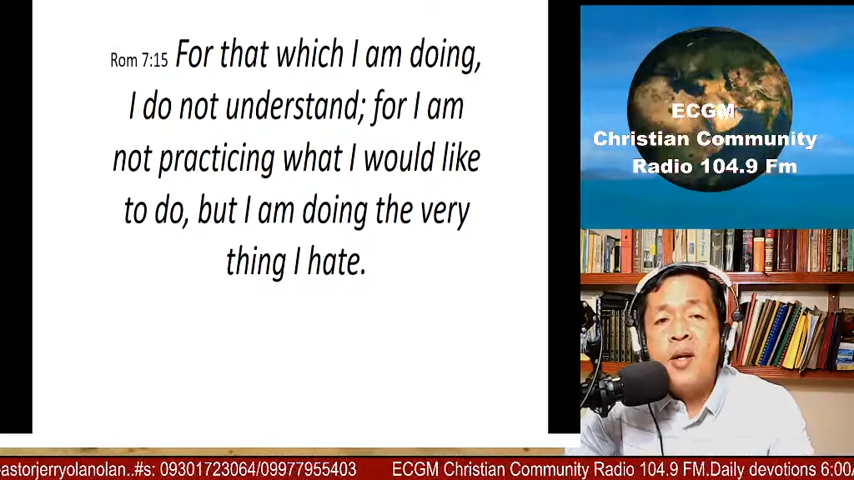 Rom 7:15 For that which I am doing,
I do not understand; for I am
not practicing what I would like
to do, but I am doing the very
thing I hate.
ECGM
Christian Community
Radio 104.9 Fm
astorjerryolanolan..#s: 09301723064/09977955403 ECGM Christian Community Radio 104.9 FM.Daily devotions 6:00